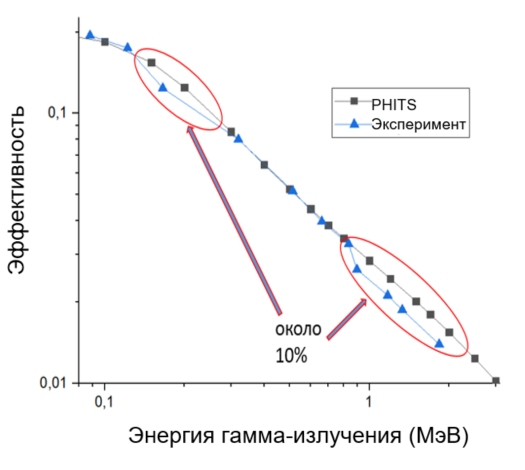 Эффективность
0,1
0,01
PHITS
Эксперимент
около
10%
0,1
1
Энергия гамма-излучения (МэВ)